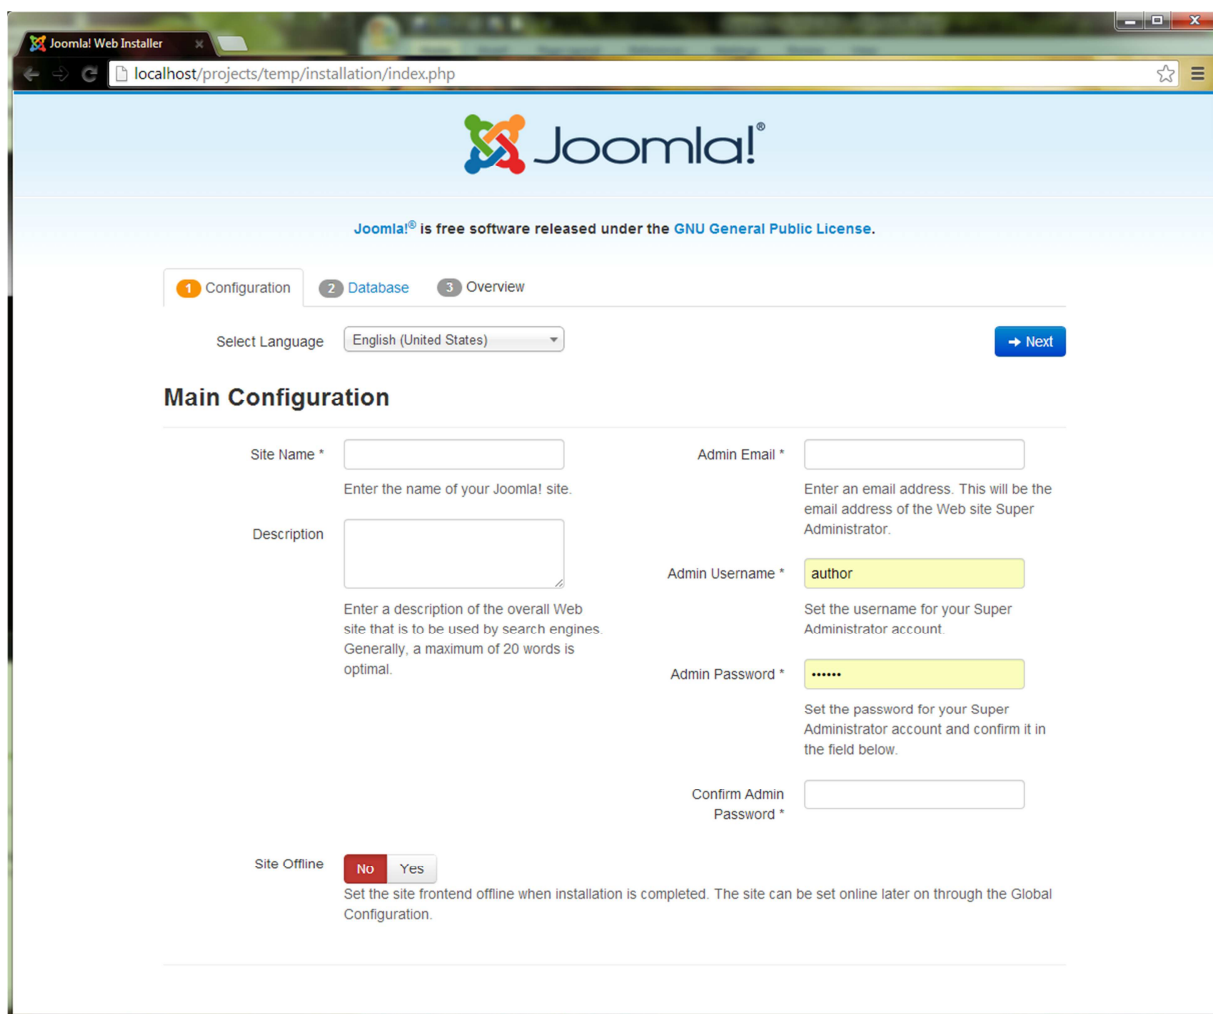 Joomla! Web Installer
localhost/projects/temp/installation/index.php
Joomla!®
Joomla!® is free software released under the GNU General Public License.
1 Configuration 2 Database 3 Overview
Select Language English (United States) → Next
Main Configuration
Site Name *
Enter the name of your Joomla! site.
Description
Enter a description of the overall Web
site that is to be used by search engines.
Generally, a maximum of 20 words is
optimal.
Admin Email *
Enter an email address. This will be the
email address of the Web site Super
Administrator.
Admin Username * author
Set the username for your Super
Administrator account.
Admin Password * ••••••
Set the password for your Super
Administrator account and confirm it in
the field below.
Confirm Admin
Password *
Site Offline No Yes
Set the site frontend offline when installation is completed. The site can be set online later on through the Global
Configuration.